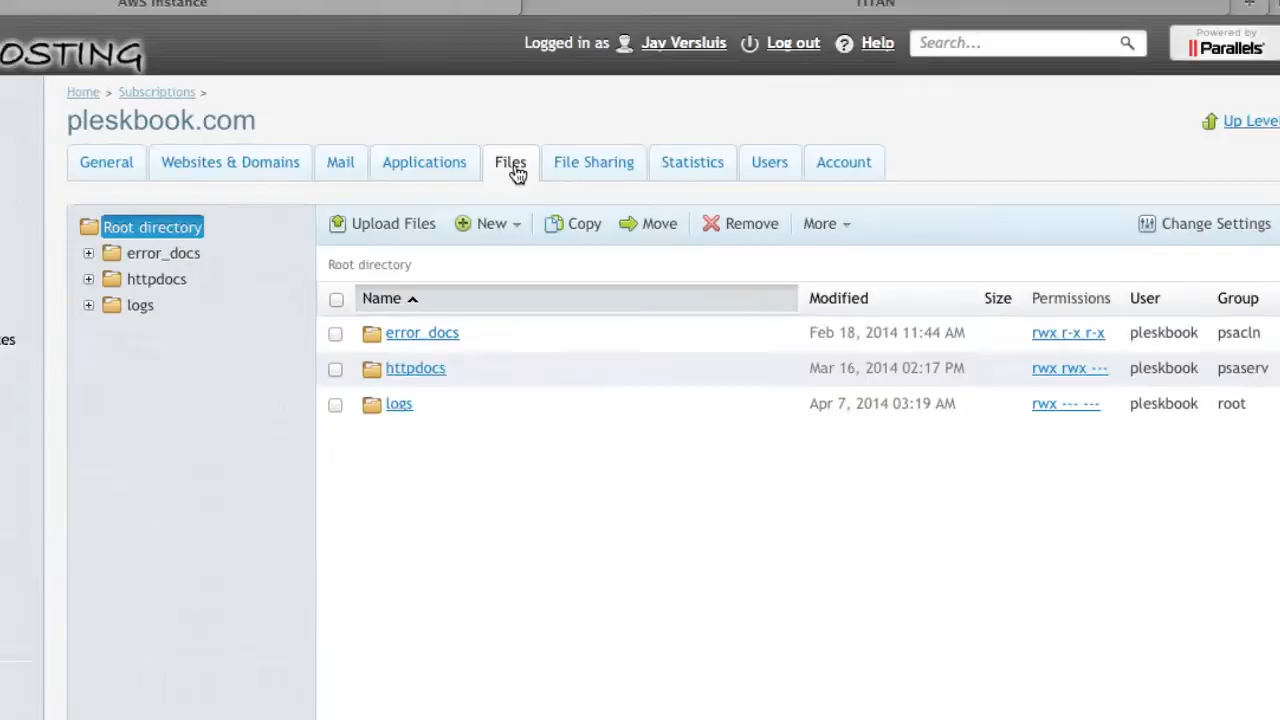 AWS Instance TITAN
OSTING Logged in as Jay Versluis Log out Help Search... Powered by Parallels
Home > Subscriptions >
pleskbook.com Up Leve
General Websites & Domains Mail Applications Files File Sharing Statistics Users Account
Root directory Upload Files New Copy Move Remove More Change Settings
error_docs
Root directory
httpdocs
Name Modified Size Permissions User Group
logs
error_docs Feb 18, 2014 11:44 AM rwx r-x r-x pleskbook psacln
es
httpdocs Mar 16, 2014 02:17 PM rwx rwx --- pleskbook psaserv
logs Apr 7, 2014 03:19 AM rwx --- --- pleskbook root